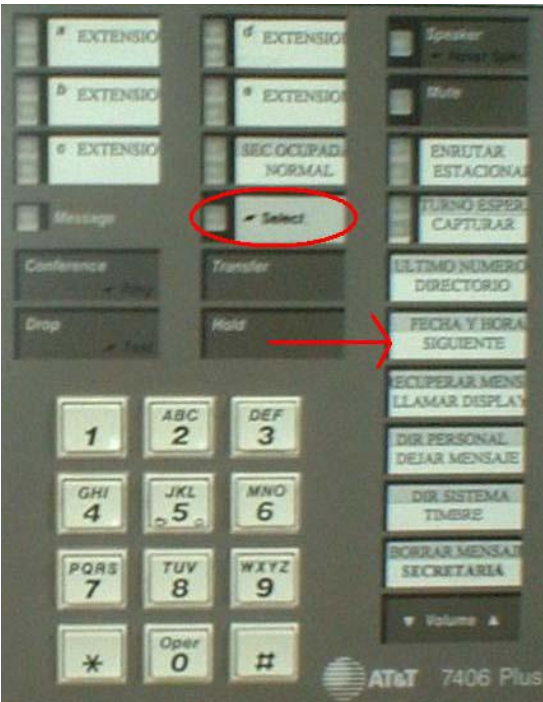 a EXTENSIO
d EXTENSIO
Speaker
b EXTENSIO
e EXTENSIO
Mute
c EXTENSIO
SEC OCUPADA
NORMAL
ENRUTAR
ESTACIONA
Message
Select
TURNO ESPER
CAPTURAR
Conference
Transfer
ULTIMO NUMERO
DIRECTORIO
Drop
Test
Hold
FECHA Y HORA
SIGUIENTE
RECUPERAR MENS
LLAMAR DISPLAY
DIR PERSONAL
DEJAR MENSAJE
DIR SISTEMA
TIMBRE
BORRAR MENSAJ
SECRETARIA
Volume
1
ABC
2
DEF
3
GHI
4
JKL
5
MNO
6
PQRS
7
TUV
8
WXYZ
9
*
Oper
0
#
AT&T 7406 Plus